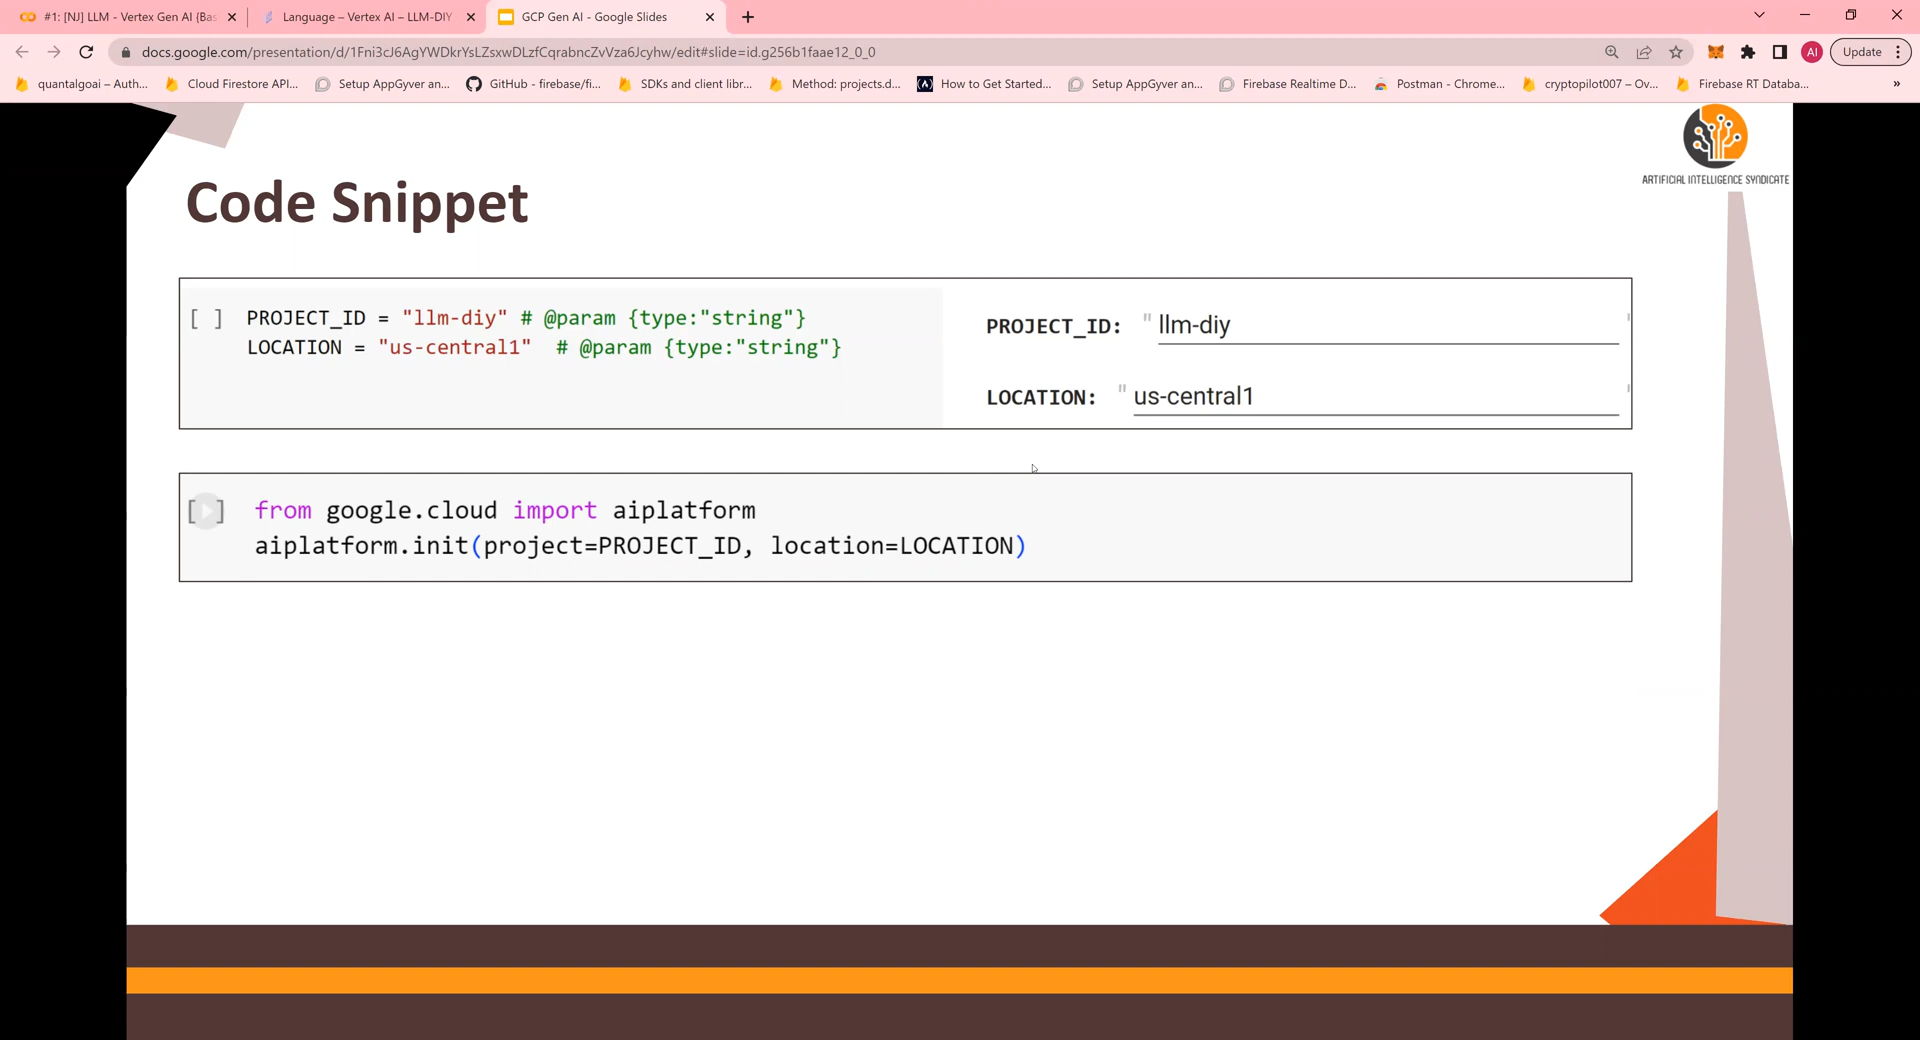 #1: [NJ] LLM - Vertex Gen AI {Bas
Language – Vertex AI – LLM-DIY
GCP Gen AI - Google Slides
docs.google.com/presentation/d/1Fni3cJ6AgYWDkrYsLZsxwDLzfCqrabncZvVza6Jcyhw/edit#slide=id.g256b1faae12_0_0
AI
Update
quantalgoai – Auth...
Cloud Firestore API...
Setup AppGyver an...
GitHub - firebase/fi...
SDKs and client libr...
Method: projects.d...
How to Get Started...
Setup AppGyver an...
Firebase Realtime D...
Postman - Chrome...
cryptopilot007 – Ov...
Firebase RT Databa...
»
ARTIFICIAL INTELLIGENCE SYNDICATE
Code Snippet
[ ] PROJECT_ID = "llm-diy" # @param {type:"string"}
LOCATION = "us-central1"  # @param {type:"string"}
PROJECT_ID: " llm-diy "
LOCATION: " us-central1 "
[ ] from google.cloud import aiplatform
aiplatform.init(project=PROJECT_ID, location=LOCATION)